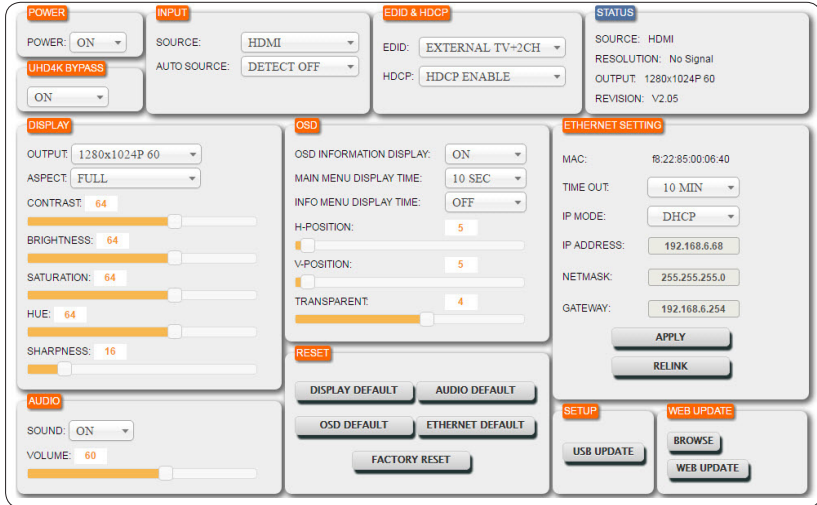 POWER
POWER: ON
UHD4K BYPASS
ON
INPUT
SOURCE: HDMI
AUTO SOURCE: DETECT OFF
EDID & HDCP
EDID: EXTERNAL TV+2CH
HDCP: HDCP ENABLE
STATUS
SOURCE: HDMI
RESOLUTION: No Signal
OUTPUT: 1280x1024P 60
REVISION: V2.05
DISPLAY
OUTPUT: 1280x1024P 60
ASPECT: FULL
CONTRAST: 64
BRIGHTNESS: 64
SATURATION: 64
HUE: 64
SHARPNESS: 16
AUDIO
SOUND: ON
VOLUME: 60
OSD
OSD INFORMATION DISPLAY: ON
MAIN MENU DISPLAY TIME: 10 SEC
INFO MENU DISPLAY TIME: OFF
H-POSITION: 5
V-POSITION: 5
TRANSPARENT: 4
RESET
DISPLAY DEFAULT AUDIO DEFAULT
OSD DEFAULT ETHERNET DEFAULT
FACTORY RESET
ETHERNET SETTING
MAC: f8:22:85:00:06:40
TIME OUT: 10 MIN
IP MODE: DHCP
IP ADDRESS: 192.168.6.68
NETMASK: 255.255.255.0
GATEWAY: 192.168.6.254
APPLY
RELINK
SETUP
USB UPDATE
WEB UPDATE
BROWSE
WEB UPDATE